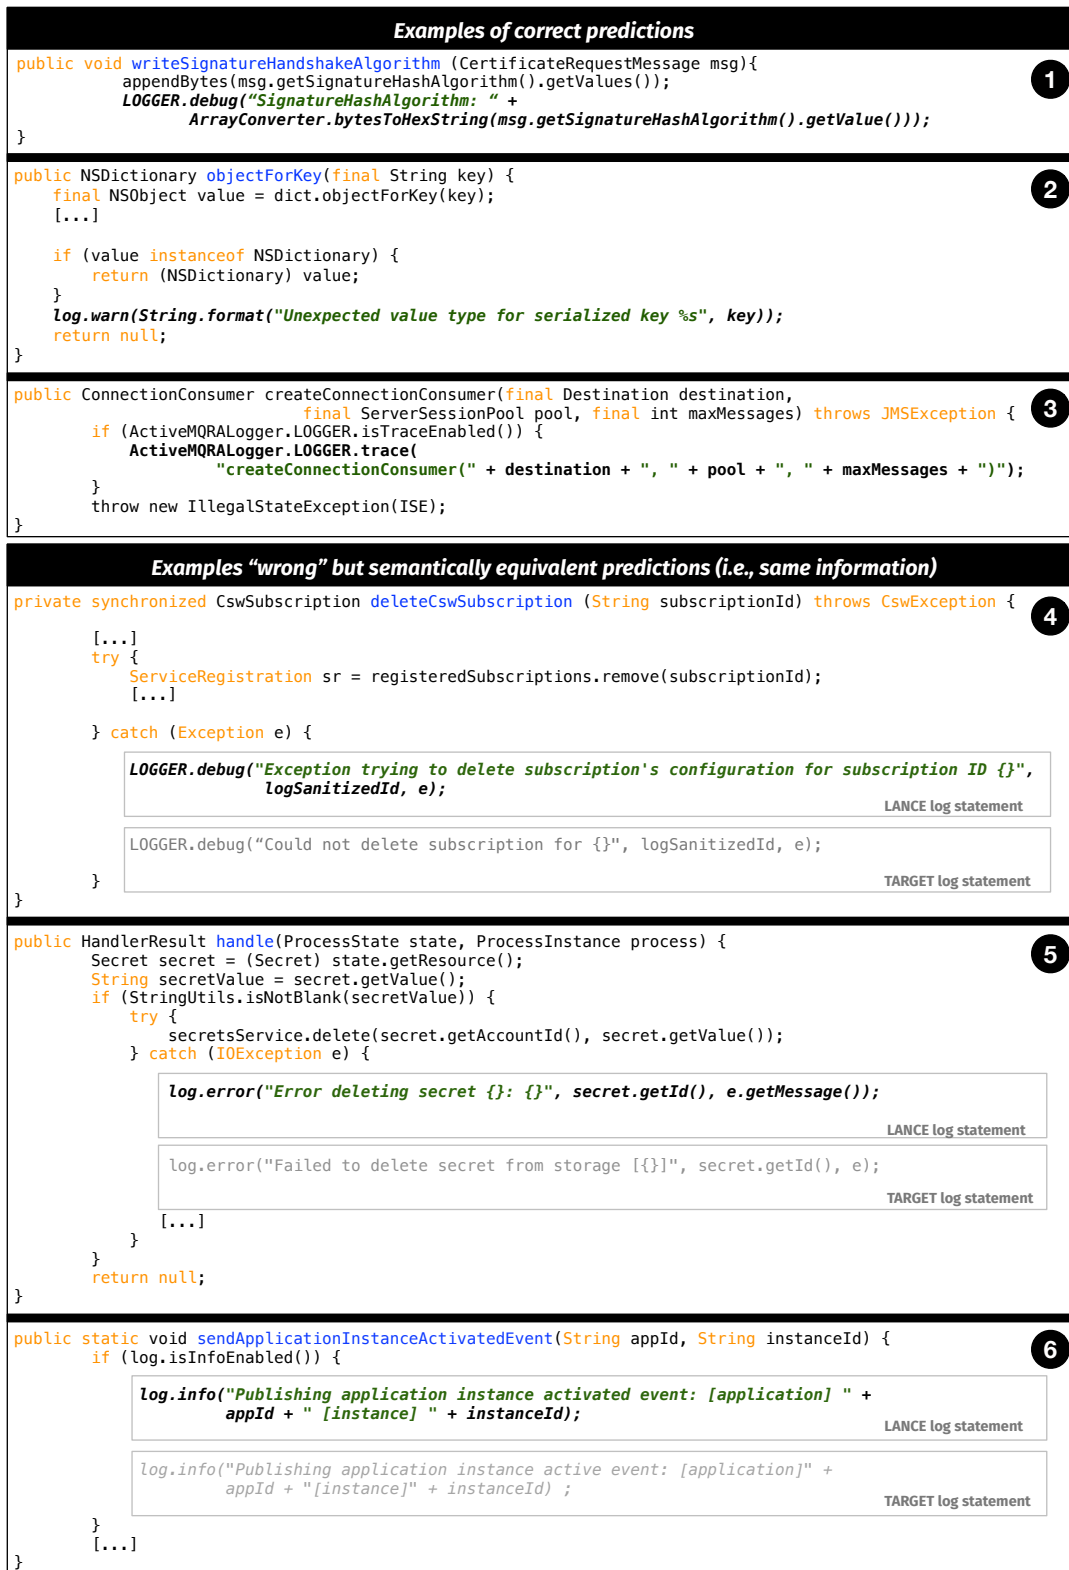 Examples of correct predictions
public void writeSignatureHandshakeAlgorithm (CertificateRequestMessage msg){
1
appendBytes(msg.getSignatureHashAlgorithm().getValues());
LOGGER.debug(“SignatureHashAlgorithm: “ +
ArrayConverter.bytesToHexString(msg.getSignatureHashAlgorithm().getValue()));
}
public NSDictionary objectForKey(final String key) {
2
final NSObject value = dict.objectForKey(key);
[...]
if (value instanceof NSDictionary) {
return (NSDictionary) value;
}
log.warn(String.format("Unexpected value type for serialized key %s", key));
return null;
}
public ConnectionConsumer createConnectionConsumer(final Destination destination,
3
final ServerSessionPool pool, final int maxMessages) throws JMSException {
if (ActiveMQRALogger.LOGGER.isTraceEnabled()) {
ActiveMQRALogger.LOGGER.trace(
"createConnectionConsumer(" + destination + ", " + pool + ", " + maxMessages + ")");
}
throw new IllegalStateException(ISE);
}
Examples “wrong” but semantically equivalent predictions (i.e., same information)
private synchronized CswSubscription deleteCswSubscription (String subscriptionId) throws CswException {
4
[...]
try {
ServiceRegistration sr = registeredSubscriptions.remove(subscriptionId);
[...]
} catch (Exception e) {
LOGGER.debug("Exception trying to delete subscription's configuration for subscription ID {}",
logSanitizedId, e);
LANCE log statement
LOGGER.debug(“Could not delete subscription for {}", logSanitizedId, e);
TARGET log statement
}
}
public HandlerResult handle(ProcessState state, ProcessInstance process) {
5
Secret secret = (Secret) state.getResource();
String secretValue = secret.getValue();
if (StringUtils.isNotBlank(secretValue)) {
try {
secretsService.delete(secret.getAccountId(), secret.getValue());
} catch (IOException e) {
log.error("Error deleting secret {}: {}", secret.getId(), e.getMessage());
LANCE log statement
log.error("Failed to delete secret from storage [{}]", secret.getId(), e);
TARGET log statement
[...]
}
}
return null;
}
public static void sendApplicationInstanceActivatedEvent(String appId, String instanceId) {
6
if (log.isInfoEnabled()) {
log.info("Publishing application instance activated event: [application] " +
appId + " [instance] " + instanceId);
LANCE log statement
log.info("Publishing application instance active event: [application]" +
appId + "[instance]" + instanceId) ;
TARGET log statement
}
[...]
}